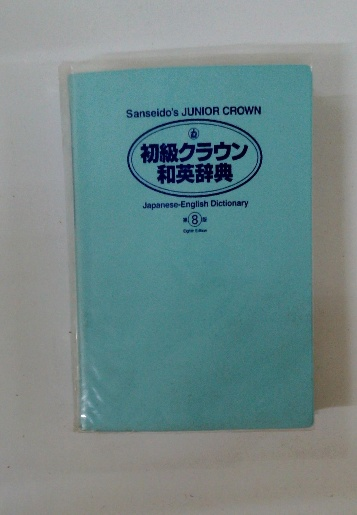 Sanseido's JUNIOR CROWN
初級クラウン
和英辞典
Japanese-English Dictionary
第8版
Eighth Edition